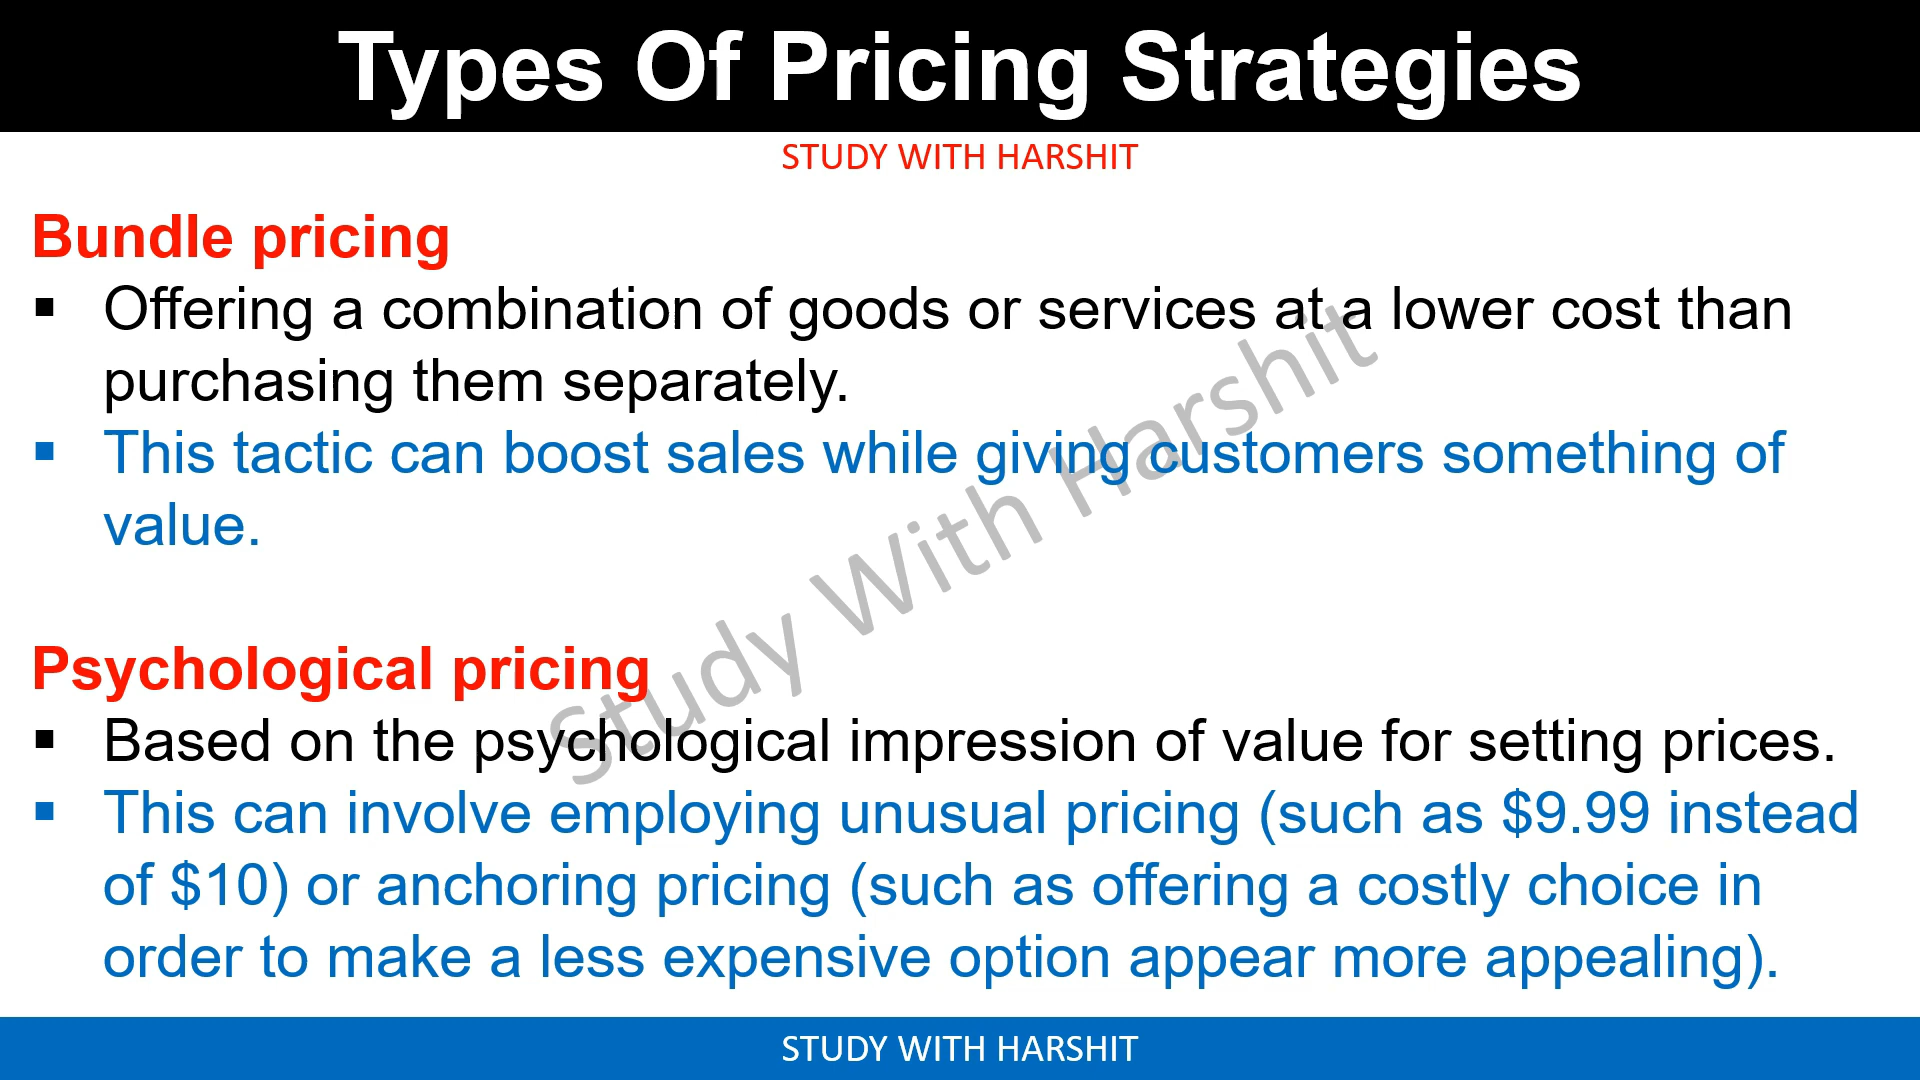 Types Of Pricing Strategies
STUDY WITH HARSHIT
Bundle pricing
▪ Offering a combination of goods or services at a lower cost than
purchasing them separately.
▪ This tactic can boost sales while giving customers something of
value.
Psychological pricing
▪ Based on the psychological impression of value for setting prices.
▪ This can involve employing unusual pricing (such as $9.99 instead
of $10) or anchoring pricing (such as offering a costly choice in
order to make a less expensive option appear more appealing).
Study With Harshit
STUDY WITH HARSHIT